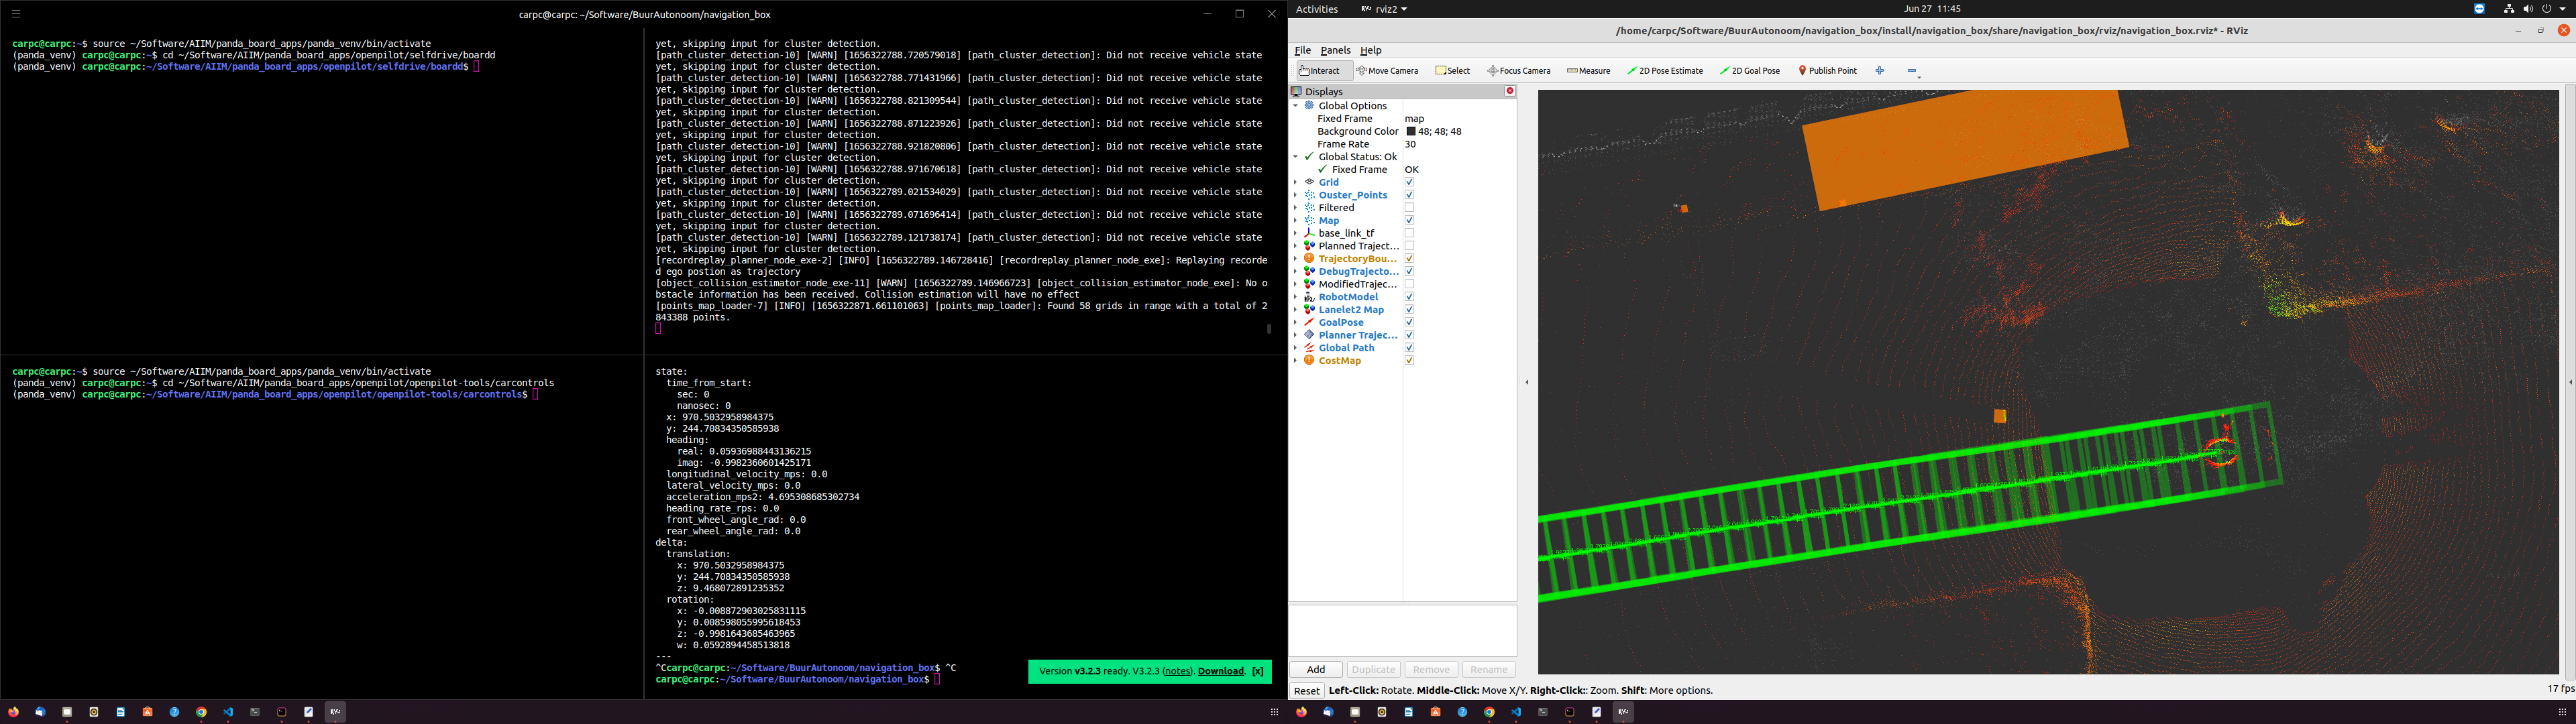 carpc@carpc: ~/Software/BuurAutonoom/navigation_box
carpc@carpc:~$ source ~/Software/AIIM/panda_board_apps/panda_venv/bin/activate
(panda_venv) carpc@carpc:~$ cd ~/Software/AIIM/panda_board_apps/openpilot/selfdrive/boardd
(panda_venv) carpc@carpc:~/Software/AIIM/panda_board_apps/openpilot/selfdrive/boardd$
yet, skipping input for cluster detection.
[path_cluster_detection-10] [WARN] [1656322788.720579018] [path_cluster_detection]: Did not receive vehicle state
yet, skipping input for cluster detection.
[path_cluster_detection-10] [WARN] [1656322788.771431966] [path_cluster_detection]: Did not receive vehicle state
yet, skipping input for cluster detection.
[path_cluster_detection-10] [WARN] [1656322788.821309544] [path_cluster_detection]: Did not receive vehicle state
yet, skipping input for cluster detection.
[path_cluster_detection-10] [WARN] [1656322788.871223926] [path_cluster_detection]: Did not receive vehicle state
yet, skipping input for cluster detection.
[path_cluster_detection-10] [WARN] [1656322788.921820806] [path_cluster_detection]: Did not receive vehicle state
yet, skipping input for cluster detection.
[path_cluster_detection-10] [WARN] [1656322788.971670618] [path_cluster_detection]: Did not receive vehicle state
yet, skipping input for cluster detection.
[path_cluster_detection-10] [WARN] [1656322789.021534029] [path_cluster_detection]: Did not receive vehicle state
yet, skipping input for cluster detection.
[path_cluster_detection-10] [WARN] [1656322789.071696414] [path_cluster_detection]: Did not receive vehicle state
yet, skipping input for cluster detection.
[path_cluster_detection-10] [WARN] [1656322789.121738174] [path_cluster_detection]: Did not receive vehicle state
yet, skipping input for cluster detection.
[recordreplay_planner_node_exe-2] [INFO] [1656322789.146728416] [recordreplay_planner_node_exe]: Replaying recorde
d ego postion as trajectory
[object_collision_estimator_node_exe-11] [WARN] [1656322789.146966723] [object_collision_estimator_node_exe]: No o
bstacle information has been received. Collision estimation will have no effect
[points_map_loader-7] [INFO] [1656322871.661101063] [points_map_loader]: Found 58 grids in range with a total of 2
843388 points.
carpc@carpc:~$ source ~/Software/AIIM/panda_board_apps/panda_venv/bin/activate
(panda_venv) carpc@carpc:~$ cd ~/Software/AIIM/panda_board_apps/openpilot/openpilot-tools/carcontrols
(panda_venv) carpc@carpc:~/Software/AIIM/panda_board_apps/openpilot/openpilot-tools/carcontrols$
state:
time_from_start:
sec: 0
nanosec: 0
x: 970.5032958984375
y: 244.70834350585938
heading:
real: 0.05936988443136215
imag: -0.9982360601425171
longitudinal_velocity_mps: 0.0
lateral_velocity_mps: 0.0
acceleration_mps2: 4.695308685302734
heading_rate_rps: 0.0
front_wheel_angle_rad: 0.0
rear_wheel_angle_rad: 0.0
delta:
translation:
x: 970.5032958984375
y: 244.70834350585938
z: 9.468072891235352
rotation:
x: -0.008872903025831115
y: 0.008598055995618453
z: -0.9981643685463965
w: 0.0592894458513818
---
^Ccarpc@carpc:~/Software/BuurAutonoom/navigation_box$ ^C
carpc@carpc:~/Software/BuurAutonoom/navigation_box$
Version v3.2.3 ready. V3.2.3 (notes). Download. [x]
Activities rviz2 Jun 27 11:45
/home/carpc/Software/BuurAutonoom/navigation_box/install/navigation_box/share/navigation_box/rviz/navigation_box.rviz* - RViz
File Panels Help
Interact Move Camera Select Focus Camera Measure 2D Pose Estimate 2D Goal Pose Publish Point
Displays
Global Options
Fixed Frame map
Background Color 48; 48; 48
Frame Rate 30
Global Status: Ok
Fixed Frame OK
Grid
Ouster_Points
Filtered
Map
base_link_tf
Planned Traject...
TrajectoryBou...
DebugTrajecto...
ModifiedTrajec...
RobotModel
Lanelet2 Map
GoalPose
Planner Trajec...
Global Path
CostMap
Add Duplicate Remove Rename
Reset Left-Click: Rotate. Middle-Click: Move X/Y. Right-Click: Zoom. Shift: More options. 17 fps